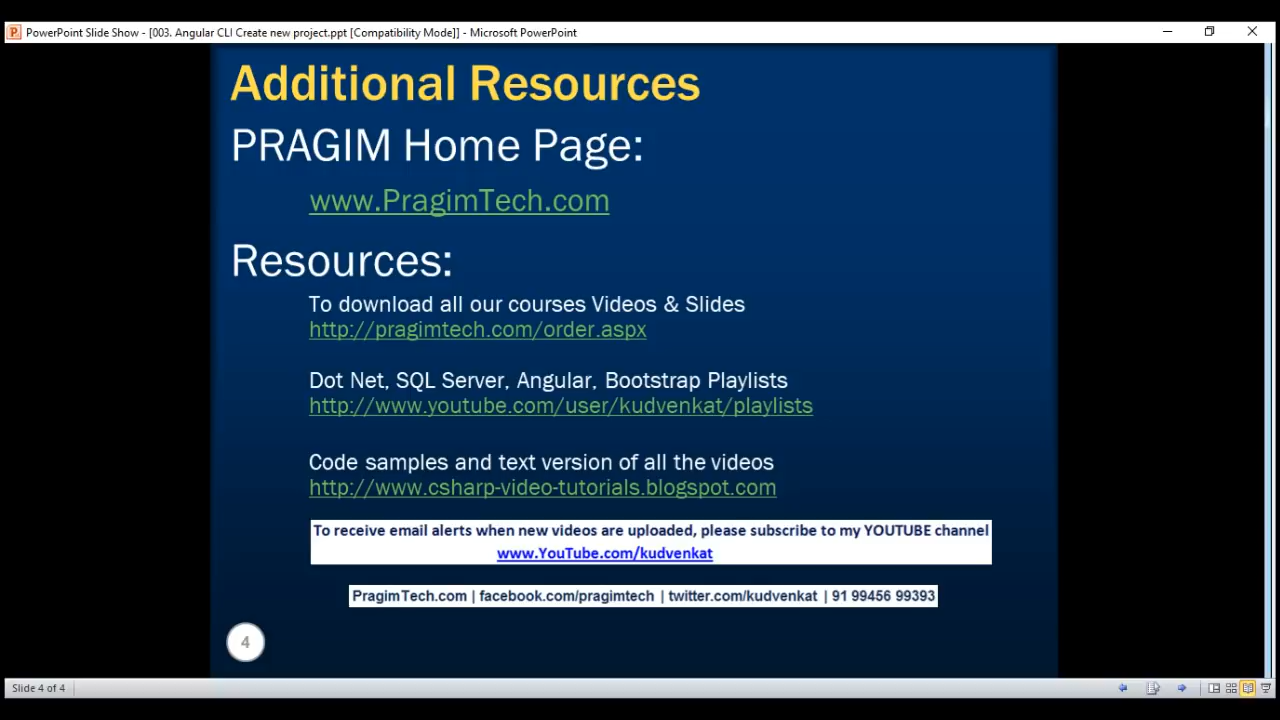 PowerPoint Slide Show - [003. Angular CLI Create new project.ppt [Compatibility Mode]] - Microsoft PowerPoint
Additional Resources
PRAGIM Home Page:
www.PragimTech.com
Resources:
To download all our courses Videos & Slides
http://pragimtech.com/order.aspx
Dot Net, SQL Server, Angular, Bootstrap Playlists
http://www.youtube.com/user/kudvenkat/playlists
Code samples and text version of all the videos
http://www.csharp-video-tutorials.blogspot.com
To receive email alerts when new videos are uploaded, please subscribe to my YOUTUBE channel
www.YouTube.com/kudvenkat
PragimTech.com | facebook.com/pragimtech | twitter.com/kudvenkat | 91 99456 99393
4
Slide 4 of 4